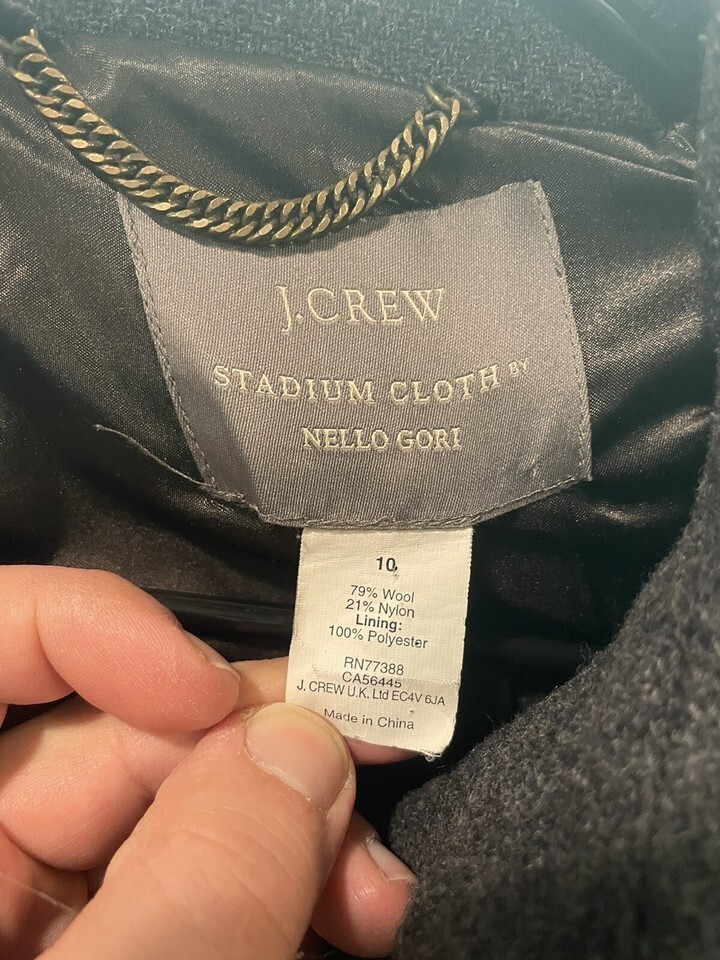 J.CREW
STADIUM CLOTH BY
NELLO GORI
10
79% Wool
21% Nylon
Lining:
100% Polyester
RN77388
CA56445
J. CREW U.K. Ltd EC4V 6JA
Made in China